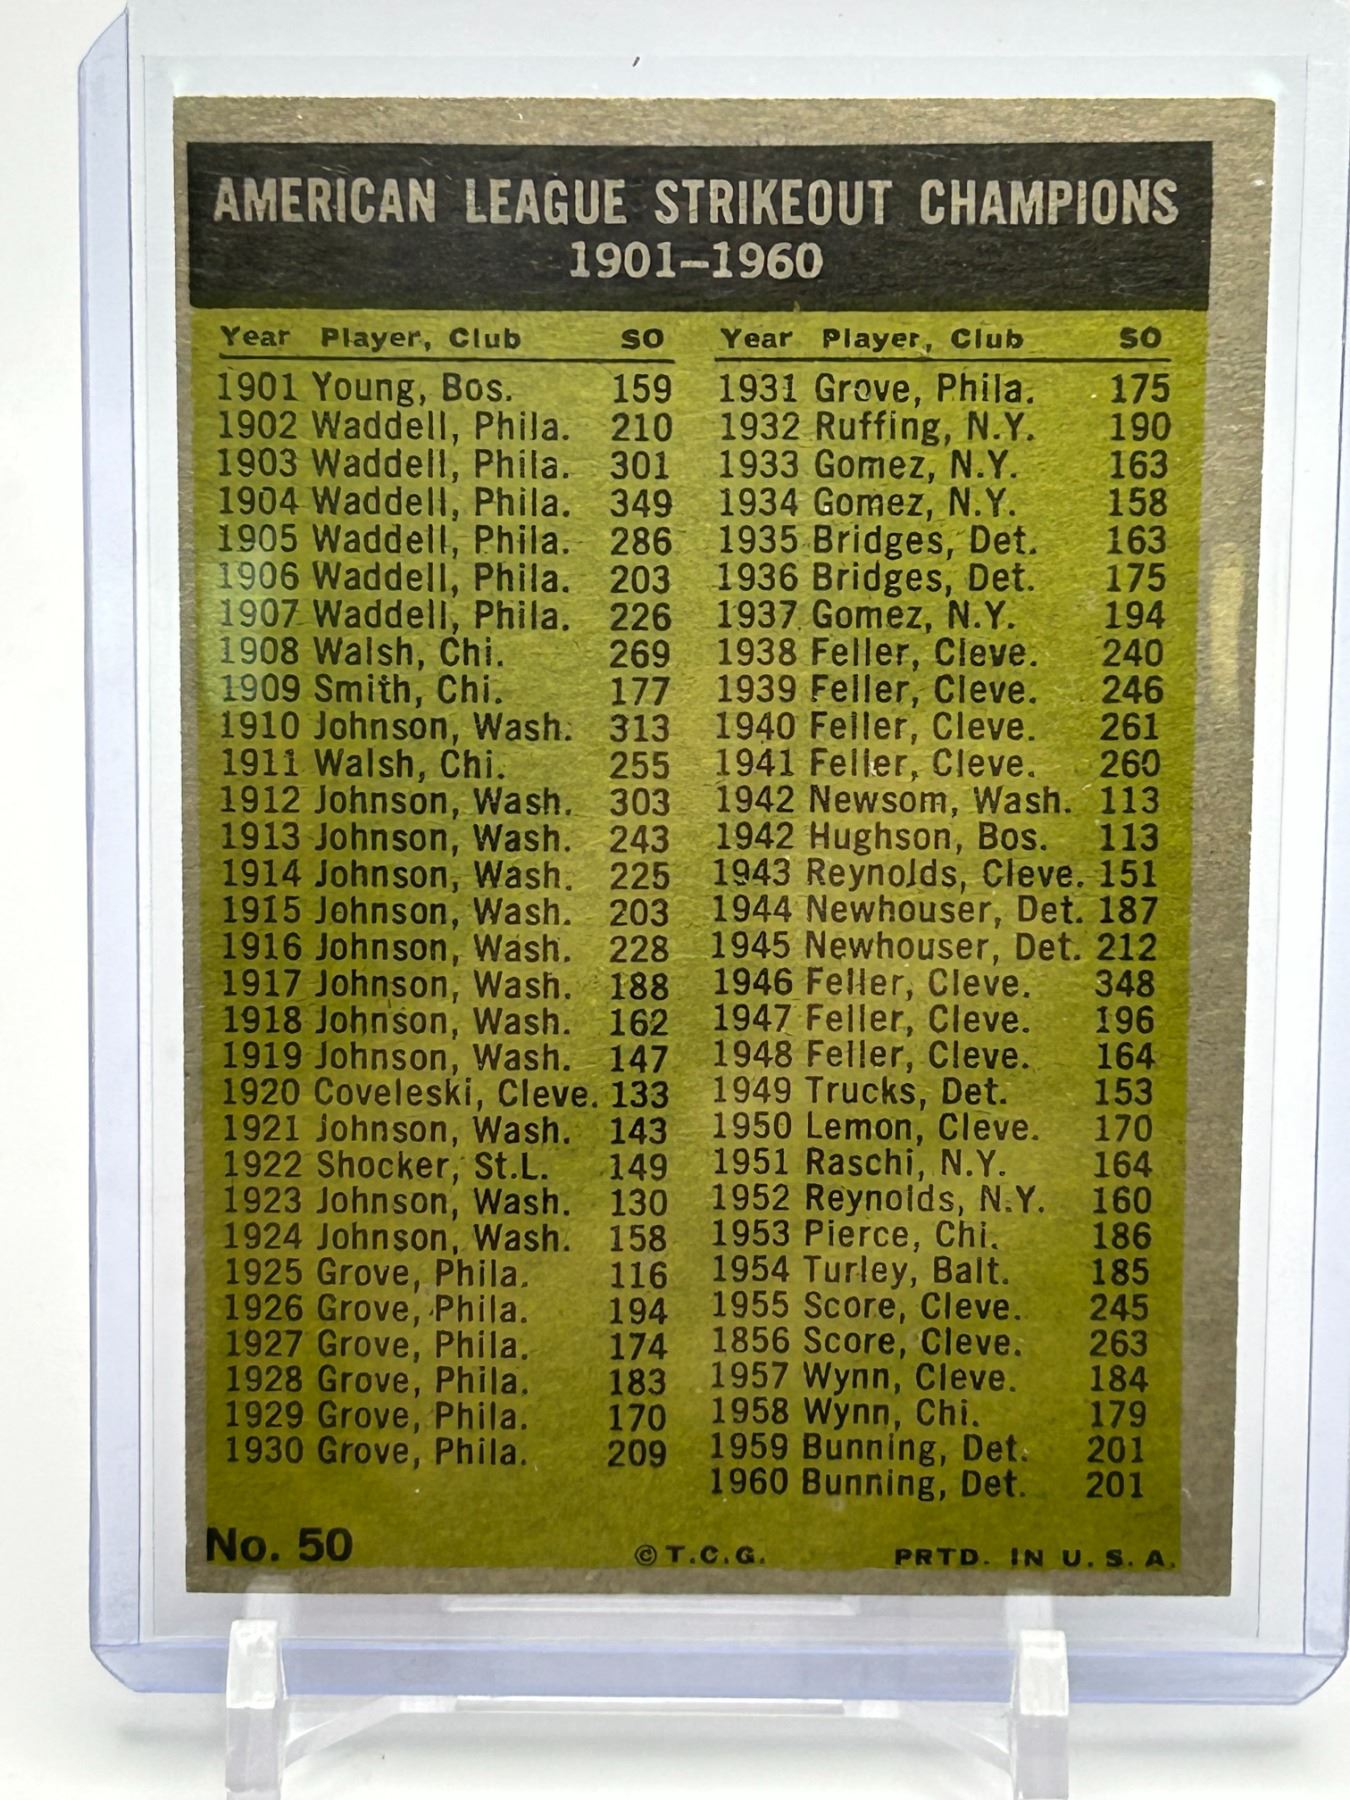 AMERICAN LEAGUE STRIKEOUT CHAMPIONS
1901–1960
Year Player, Club SO
1901 Young, Bos. 159
1902 Waddell, Phila. 210
1903 Waddell, Phila. 301
1904 Waddell, Phila. 349
1905 Waddell, Phila. 286
1906 Waddell, Phila. 203
1907 Waddell, Phila. 226
1908 Walsh, Chi. 269
1909 Smith, Chi. 177
1910 Johnson, Wash. 313
1911 Walsh, Chi. 255
1912 Johnson, Wash. 303
1913 Johnson, Wash. 243
1914 Johnson, Wash. 225
1915 Johnson, Wash. 203
1916 Johnson, Wash. 228
1917 Johnson, Wash. 188
1918 Johnson, Wash. 162
1919 Johnson, Wash. 147
1920 Coveleski, Cleve. 133
1921 Johnson, Wash. 143
1922 Shocker, St.L. 149
1923 Johnson, Wash. 130
1924 Johnson, Wash. 158
1925 Grove, Phila. 116
1926 Grove, Phila. 194
1927 Grove, Phila. 174
1928 Grove, Phila. 183
1929 Grove, Phila. 170
1930 Grove, Phila. 209
Year Player, Club SO
1931 Grove, Phila. 175
1932 Ruffing, N.Y. 190
1933 Gomez, N.Y. 163
1934 Gomez, N.Y. 158
1935 Bridges, Det. 163
1936 Bridges, Det. 175
1937 Gomez, N.Y. 194
1938 Feller, Cleve. 240
1939 Feller, Cleve. 246
1940 Feller, Cleve. 261
1941 Feller, Cleve. 260
1942 Newsom, Wash. 113
1942 Hughson, Bos. 113
1943 Reynolds, Cleve. 151
1944 Newhouser, Det. 187
1945 Newhouser, Det. 212
1946 Feller, Cleve. 348
1947 Feller, Cleve. 196
1948 Feller, Cleve. 164
1949 Trucks, Det. 153
1950 Lemon, Cleve. 170
1951 Raschi, N.Y. 164
1952 Reynolds, N.Y. 160
1953 Pierce, Chi. 186
1954 Turley, Balt. 185
1955 Score, Cleve. 245
1856 Score, Cleve. 263
1957 Wynn, Cleve. 184
1958 Wynn, Chi. 179
1959 Bunning, Det. 201
1960 Bunning, Det. 201
No. 50 © T.C.G. PRTD. IN U.S.A.